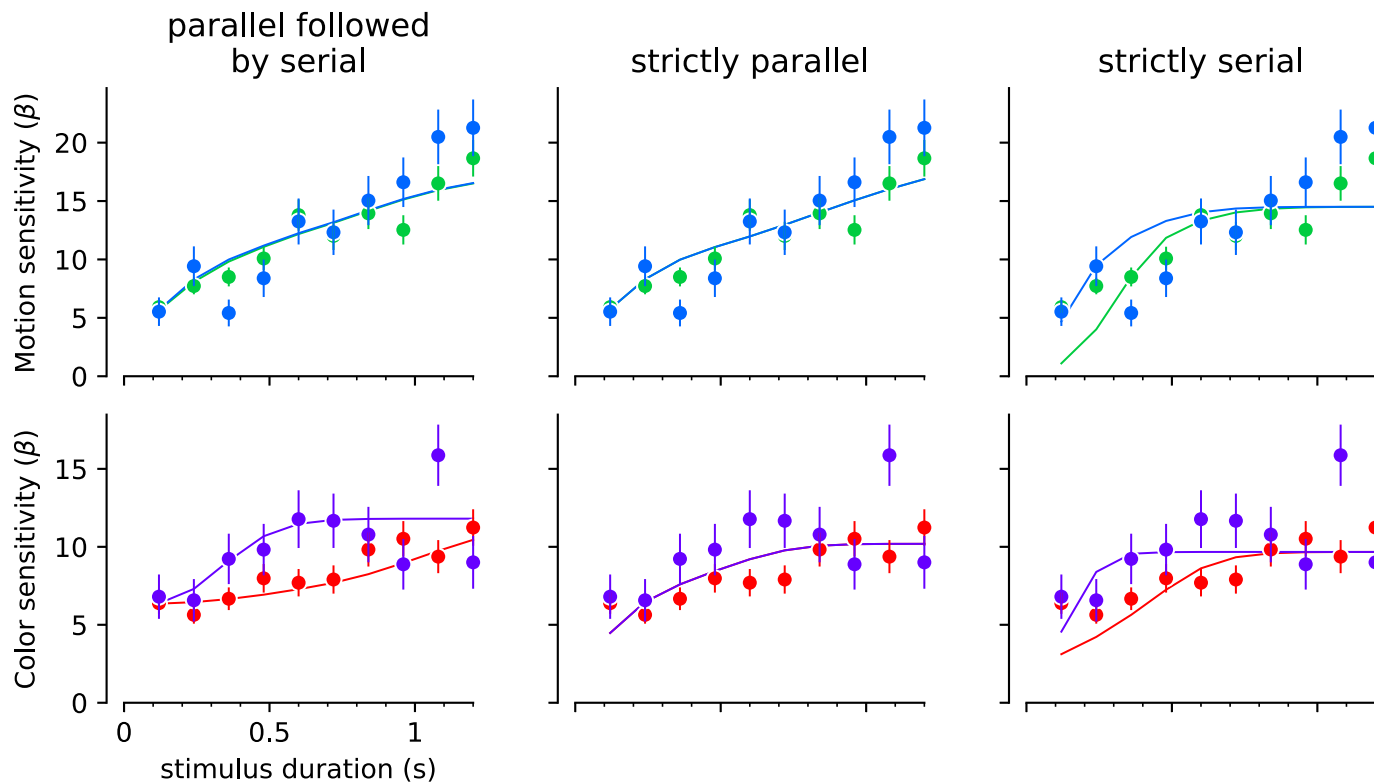 parallel followed
by serial
strictly parallel
strictly serial
Motion sensitivity (β)
20
15
10
5
0
Color sensitivity (β)
15
10
5
0
0
0.5
1
stimulus duration (s)